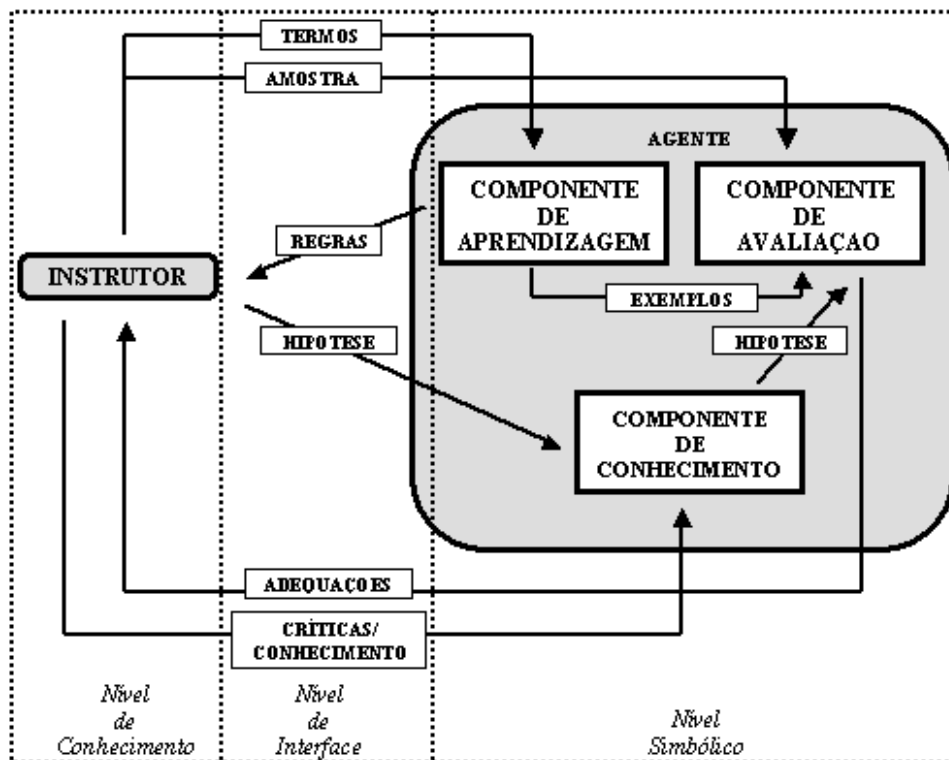 TERMOS
AMOSTRA
AGENTE
COMPONENTE
DE
APRENDIZAGEM
COMPONENTE
DE
AVALIAÇAO
REGRAS
INSTRUTOR
EXEMPLOS
HIPOTESE
HIPOTESE
COMPONENTE
DE
CONHECIMENTO
ADEQUAÇOES
CRÍTICAS/
CONHECIMENTO
Nível
de
Conhecimento
Nível
de
Interface
Nível
Simbólico